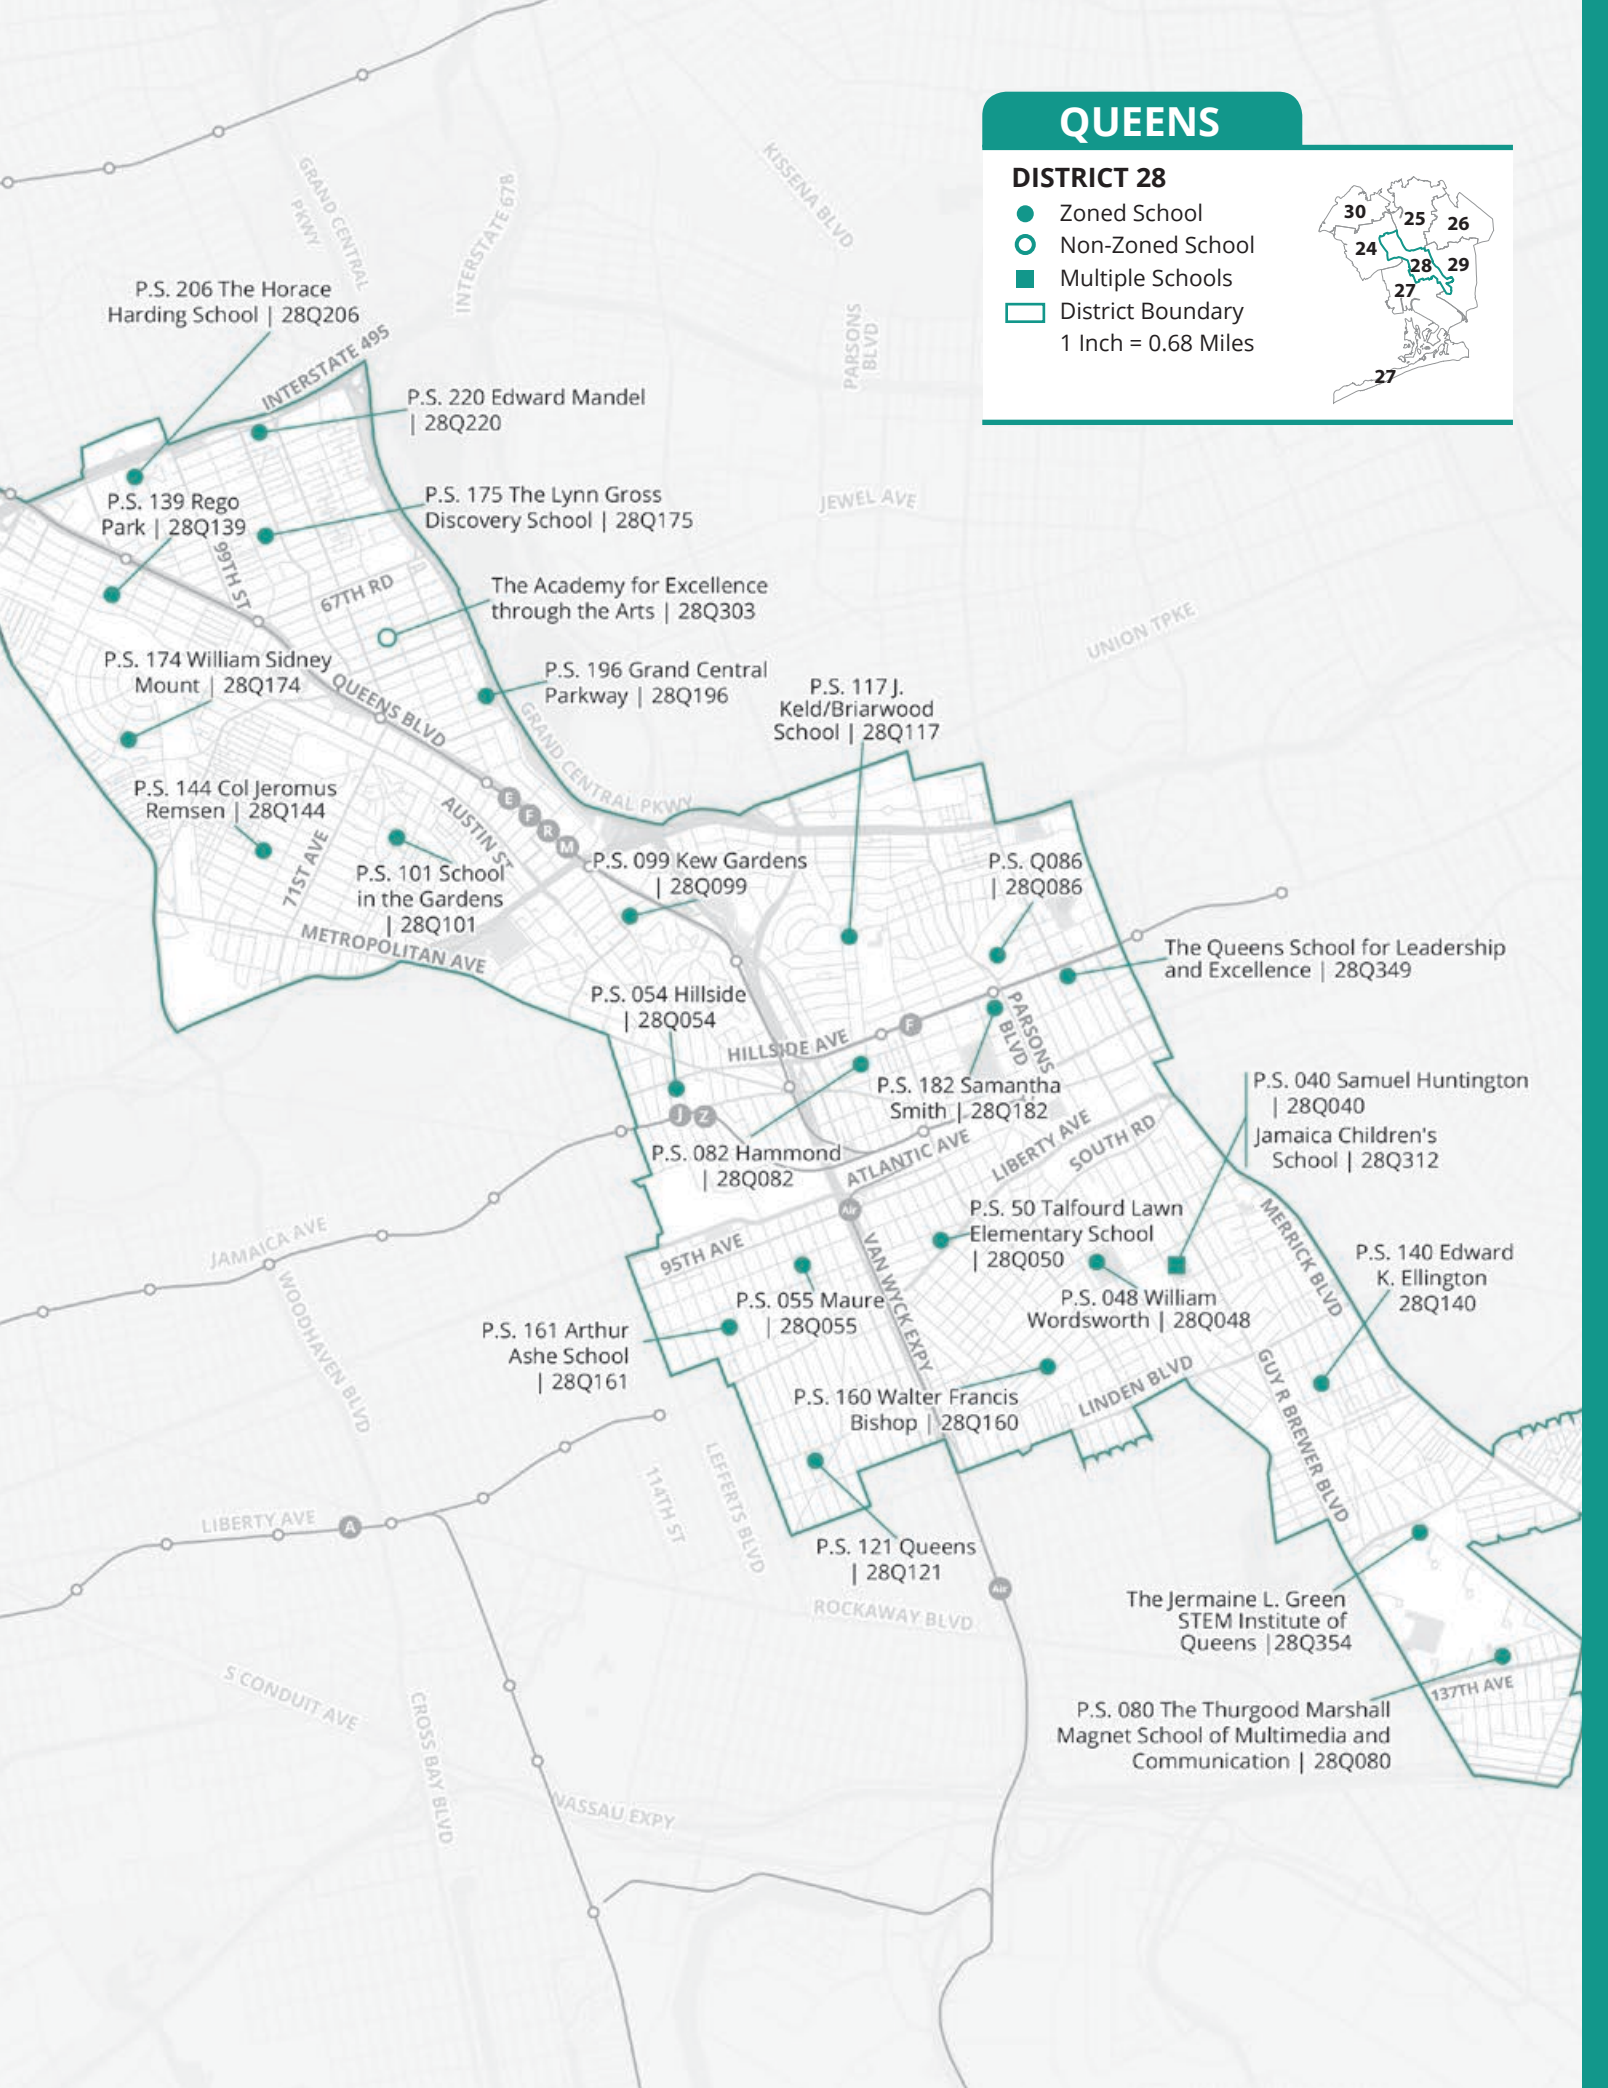 QUEENS
DISTRICT 28
Zoned School
Non-Zoned School
Multiple Schools
District Boundary
1 Inch = 0.68 Miles
30
25
26
24
28
29
27
27
GRAND CENTRAL
PKWY
INTERSTATE 678
KISSENA BLVD
PARSONS
BLVD
P.S. 206 The Horace
Harding School | 28Q206
INTERSTATE 495
P.S. 220 Edward Mandel
| 28Q220
P.S. 139 Rego
Park | 28Q139
P.S. 175 The Lynn Gross
Discovery School | 28Q175
JEWEL AVE
99TH ST
67TH RD
The Academy for Excellence
through the Arts | 28Q303
UNION TPKE
P.S. 174 William Sidney
Mount | 28Q174
QUEENS BLVD
P.S. 196 Grand Central
Parkway | 28Q196
GRAND CENTRAL PKWY
P.S. 117 J.
Keld/Briarwood
School | 28Q117
P.S. 144 Col Jeromus
Remsen | 28Q144
E
F
R
M
AUSTIN ST
71ST AVE
P.S. 101 School
in the Gardens
| 28Q101
METROPOLITAN AVE
P.S. 099 Kew Gardens
| 28Q099
P.S. Q086
| 28Q086
The Queens School for Leadership
and Excellence | 28Q349
P.S. 054 Hillside
| 28Q054
HILLSIDE AVE
F
PARSONS
BLVD
J
Z
P.S. 182 Samantha
Smith | 28Q182
P.S. 040 Samuel Huntington
| 28Q040
Jamaica Children's
School | 28Q312
P.S. 082 Hammond
| 28Q082
ATLANTIC AVE
LIBERTY AVE
SOUTH RD
Air
JAMAICA AVE
95TH AVE
VAN WYCK EXPY
P.S. 50 Talfourd Lawn
Elementary School
| 28Q050
MERRICK BLVD
P.S. 140 Edward
K. Ellington
28Q140
WOODHAVEN BLVD
P.S. 055 Maure
| 28Q055
P.S. 048 William
Wordsworth | 28Q048
P.S. 161 Arthur
Ashe School
| 28Q161
P.S. 160 Walter Francis
Bishop | 28Q160
LINDEN BLVD
GUY R BREWER BLVD
114TH ST
LEFFERTS BLVD
LIBERTY AVE
A
P.S. 121 Queens
| 28Q121
Air
ROCKAWAY BLVD
The Jermaine L. Green
STEM Institute of
Queens |28Q354
S CONDUIT AVE
CROSS BAY BLVD
137TH AVE
P.S. 080 The Thurgood Marshall
Magnet School of Multimedia and
Communication | 28Q080
NASSAU EXPY